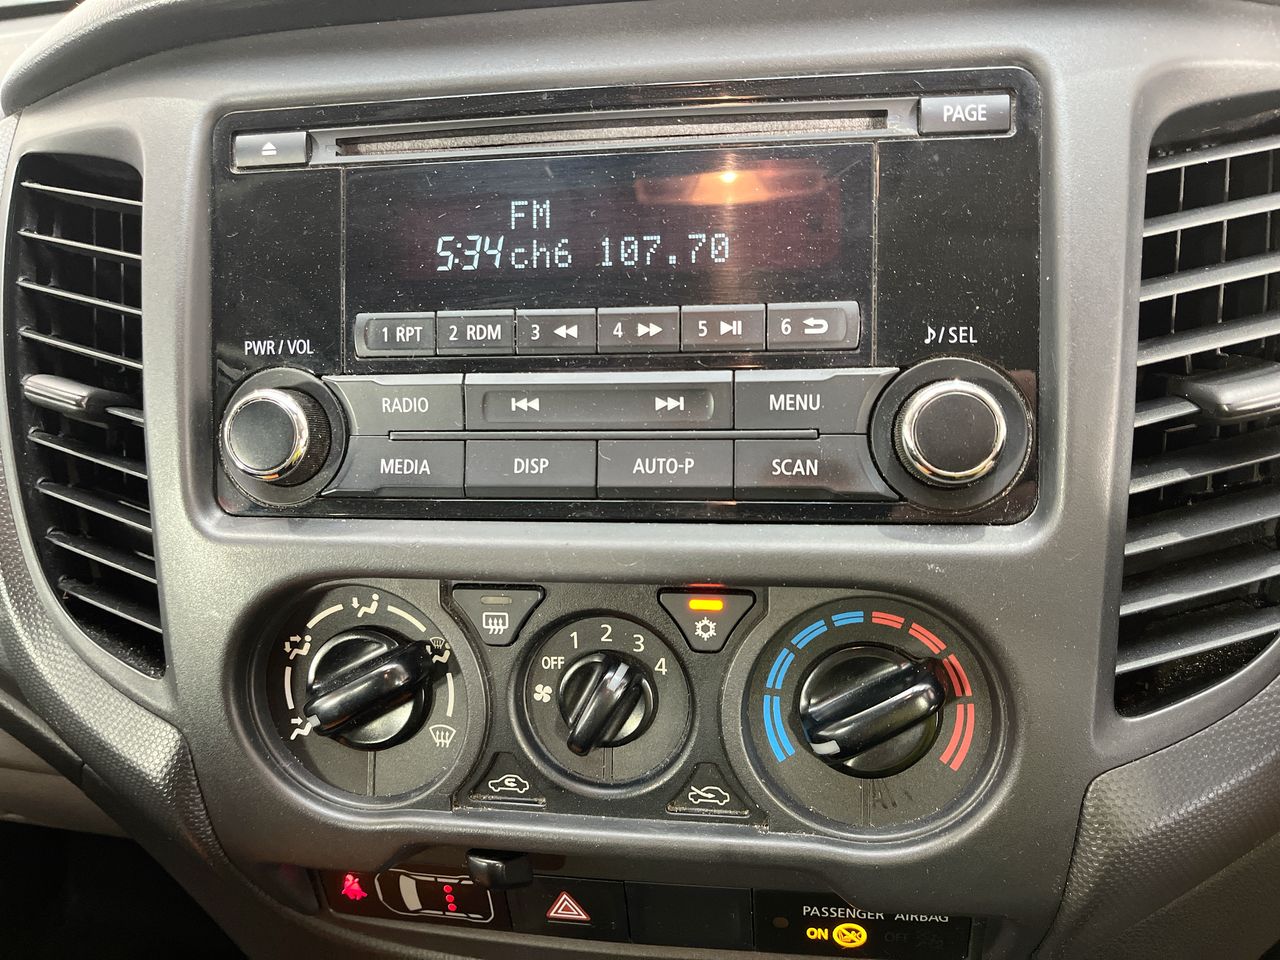 PAGE
FM
5:34 ch6 107.70
1 RPT 2 RDM 3 4 5 6
PWR / VOL
♪/ SEL
RADIO MENU
MEDIA DISP AUTO-P SCAN
OFF 1 2 3 4
PASSENGER AIRBAG
ON OFF